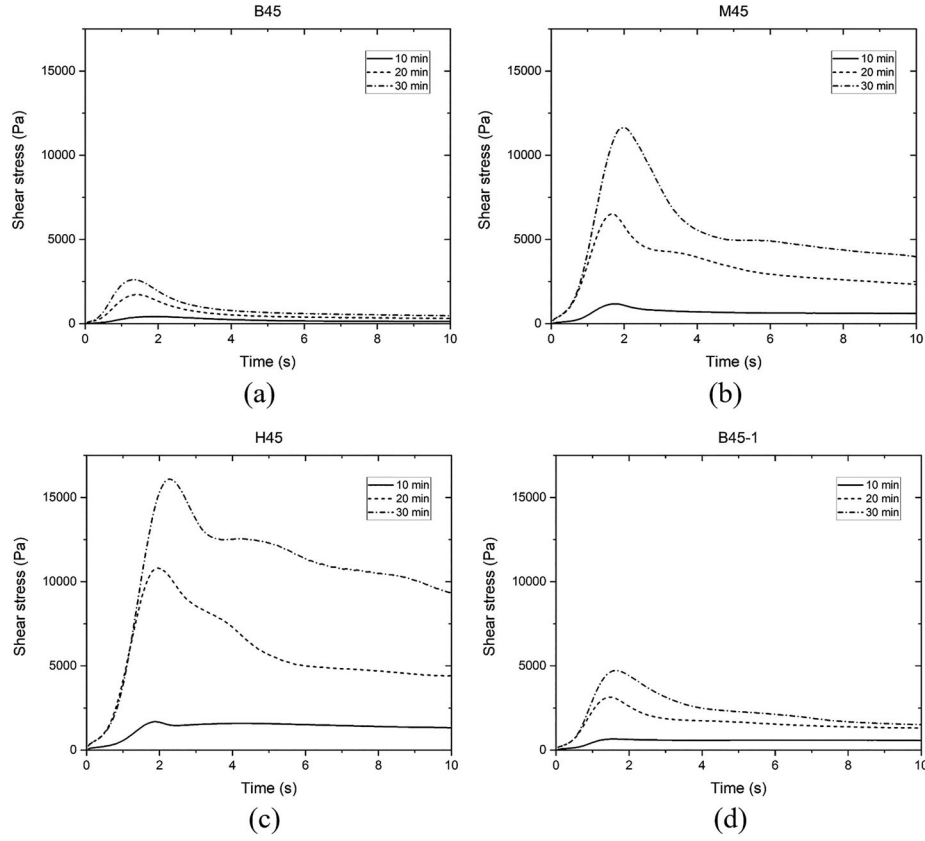 B45
15000
10000
5000
0
Shear stress (Pa)
10 min
20 min
30 min
0 2 4 6 8 10
Time (s)
(a)
M45
15000
10000
5000
0
Shear stress (Pa)
10 min
20 min
30 min
0 2 4 6 8 10
Time (s)
(b)
H45
15000
10000
5000
0
Shear stress (Pa)
10 min
20 min
30 min
0 2 4 6 8 10
Time (s)
(c)
B45-1
15000
10000
5000
0
Shear stress (Pa)
10 min
20 min
30 min
0 2 4 6 8 10
Time (s)
(d)